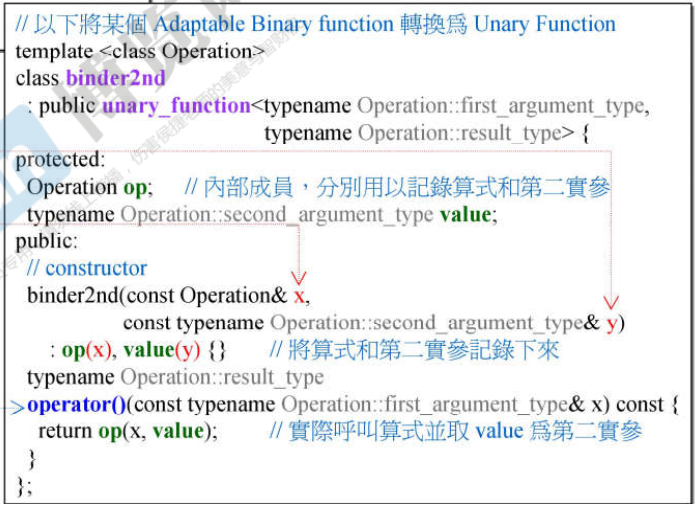 // 以下將某個 Adaptable Binary function 轉換爲 Unary Function
template <class Operation>
class binder2nd
: public unary_function<typename Operation::first_argument_type,
typename Operation::result_type> {
protected:
Operation op; // 內部成員，分別用以記錄算式和第二實參
typename Operation::second_argument_type value;
public:
// constructor
binder2nd(const Operation& x,
const typename Operation::second_argument_type& y)
: op(x), value(y) {} // 將算式和第二實參記錄下來
typename Operation::result_type
operator()(const typename Operation::first_argument_type& x) const {
return op(x, value); // 實際呼叫算式並取 value 爲第二實參
}
};